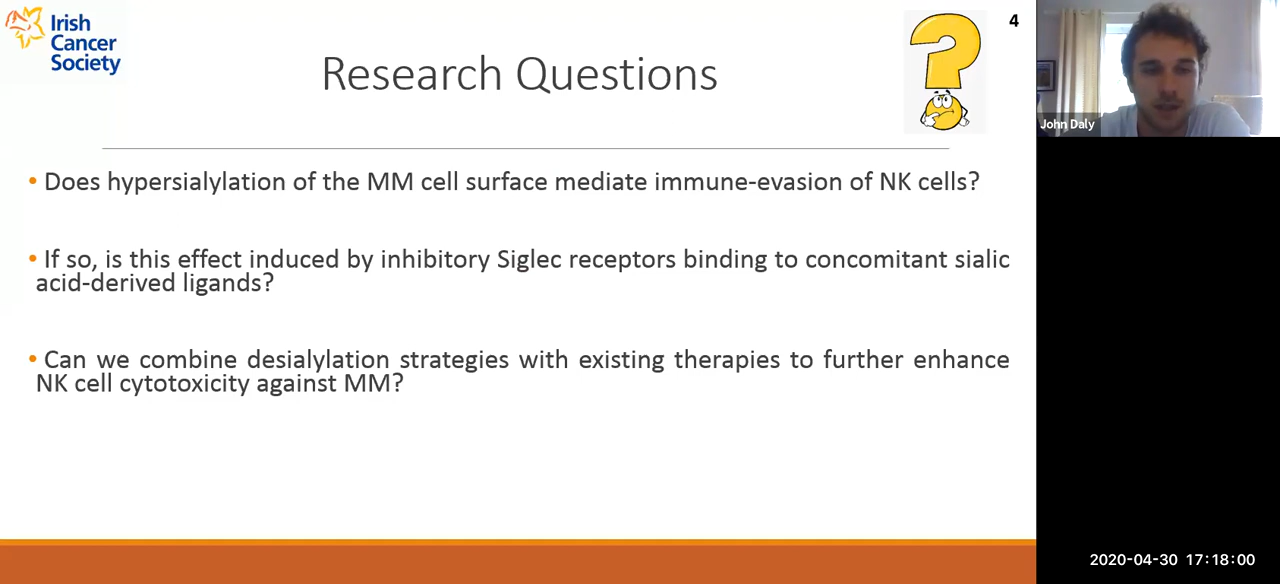 Irish
Cancer
Society
Research Questions
4
John Daly
• Does hypersialylation of the MM cell surface mediate immune-evasion of NK cells?
• If so, is this effect induced by inhibitory Siglec receptors binding to concomitant sialic
acid-derived ligands?
• Can we combine desialylation strategies with existing therapies to further enhance
NK cell cytotoxicity against MM?
2020-04-30 17:18:00